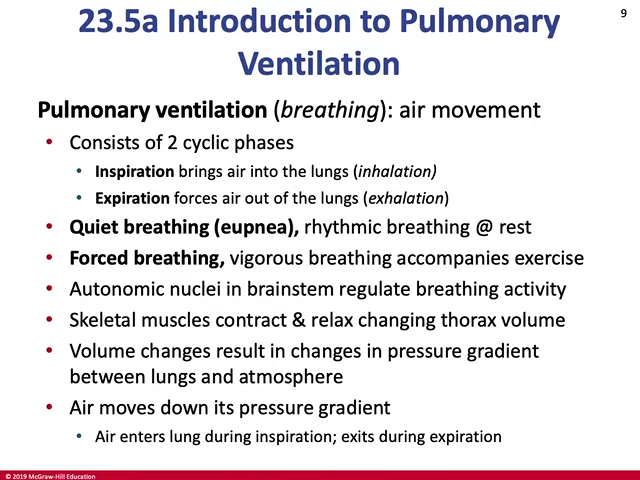 9
23.5a Introduction to Pulmonary
Ventilation
Pulmonary ventilation (breathing): air movement
• Consists of 2 cyclic phases
• Inspiration brings air into the lungs (inhalation)
• Expiration forces air out of the lungs (exhalation)
• Quiet breathing (eupnea), rhythmic breathing @ rest
• Forced breathing, vigorous breathing accompanies exercise
• Autonomic nuclei in brainstem regulate breathing activity
• Skeletal muscles contract & relax changing thorax volume
• Volume changes result in changes in pressure gradient
between lungs and atmosphere
• Air moves down its pressure gradient
• Air enters lung during inspiration; exits during expiration
© 2019 McGraw-Hill Education